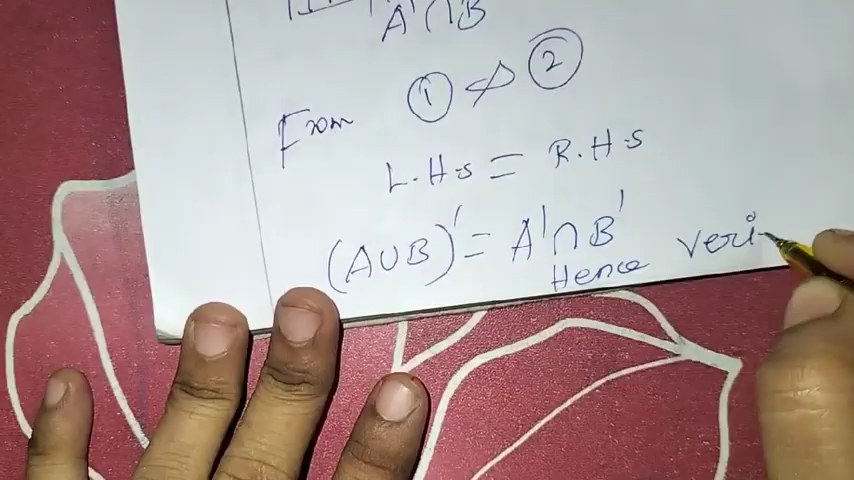 A'∩B
From ① & ②
L.H.S = R.H.S
(A∪B)' = A'∩B'
Hence veri